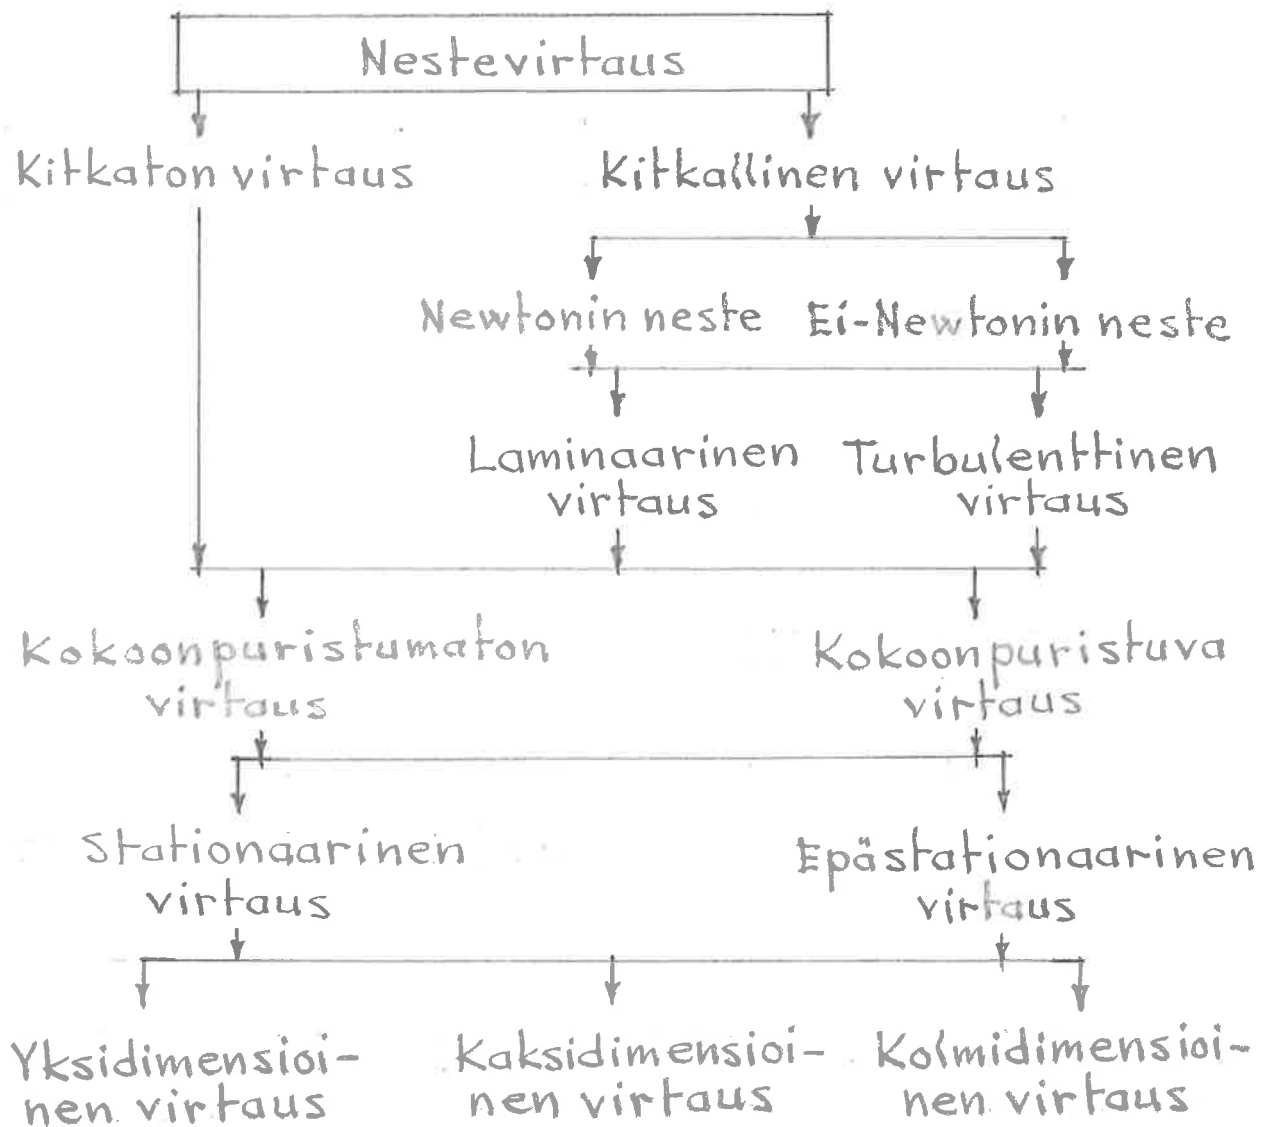 Nestevirtaus
Kitkaton virtaus
Kitkallinen virtaus
Newtonin neste
Ei-Newtonin neste
Laminaarinen
virtaus
Turbulenttinen
virtaus
Kokoonpuristumaton
virtaus
Kokoonpuristuva
virtaus
Stationaarinen
virtaus
Epästationaarinen
virtaus
Yksidimensioi-
nen virtaus
Kaksidimensioi-
nen virtaus
Kolmidimensioi-
nen virtaus